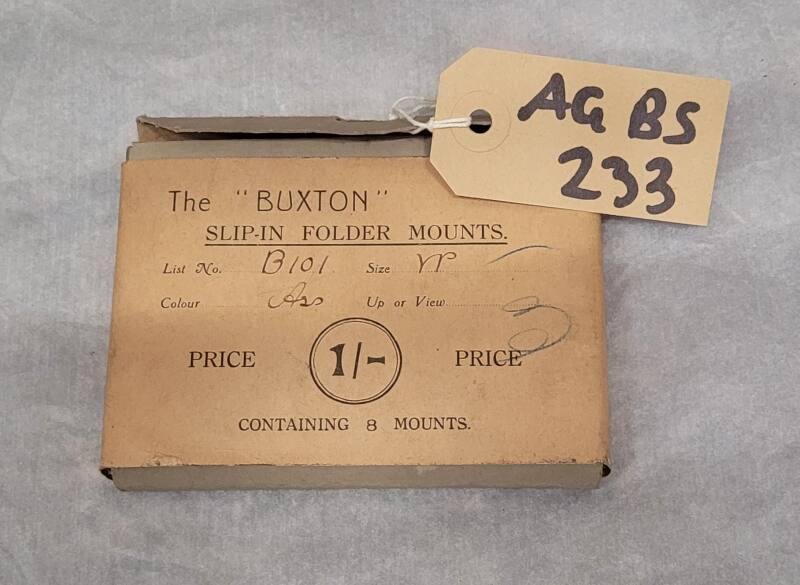 AG BS
233
The "BUXTON"
SLIP-IN FOLDER MOUNTS.
List No. B101 Size VP
Colour Ass Up or View
PRICE 1/- PRICE
CONTAINING 8 MOUNTS.